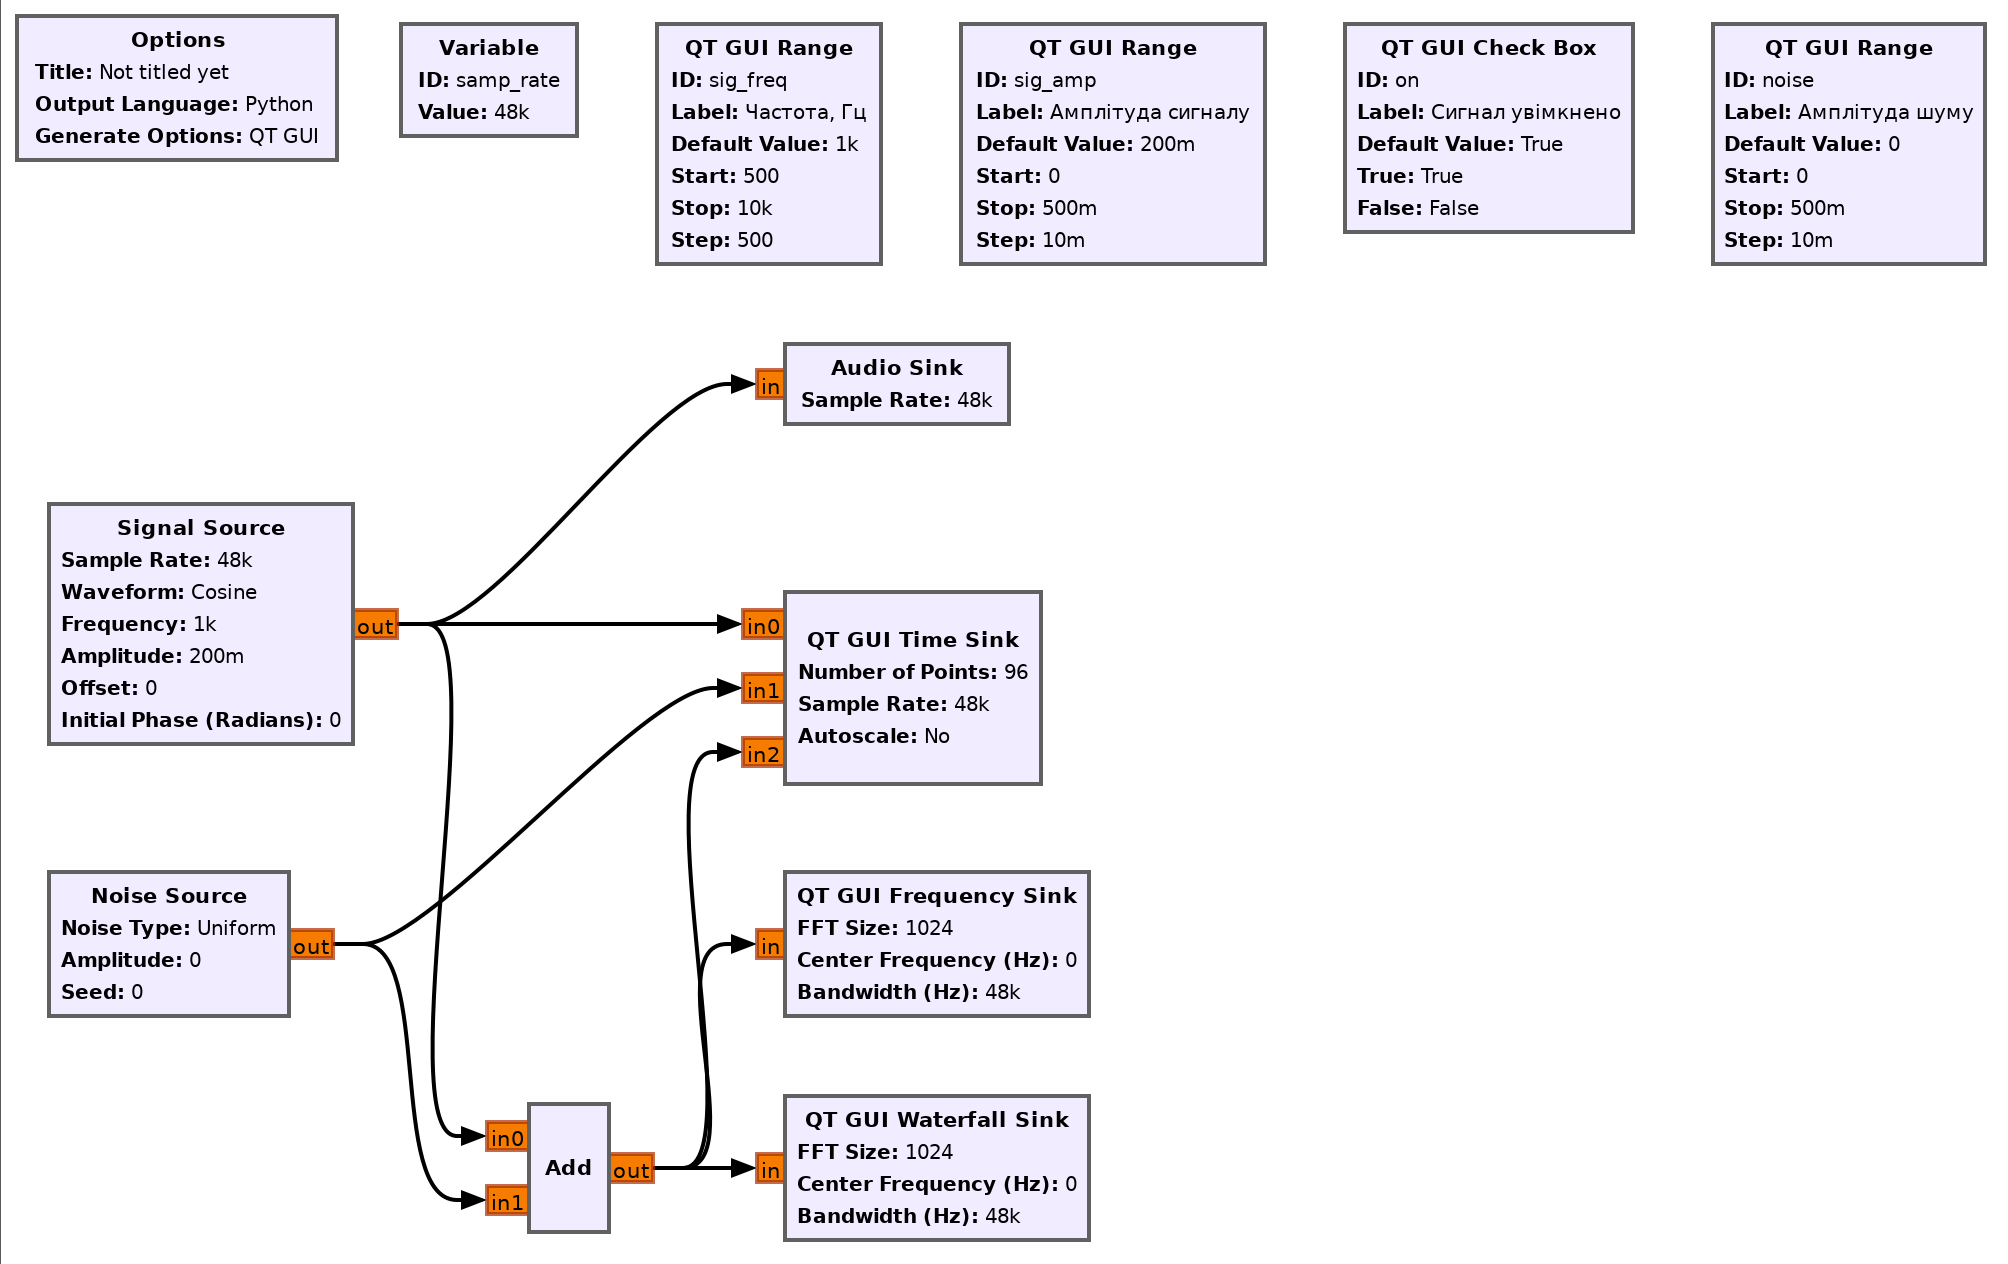 Options
Title: Not titled yet
Output Language: Python
Generate Options: QT GUI
Variable
ID: samp_rate
Value: 48k
QT GUI Range
ID: sig_freq
Label: Частота, Гц
Default Value: 1k
Start: 500
Stop: 10k
Step: 500
QT GUI Range
ID: sig_amp
Label: Амплітуда сигналу
Default Value: 200m
Start: 0
Stop: 500m
Step: 10m
QT GUI Check Box
ID: on
Label: Сигнал увімкнено
Default Value: True
True: True
False: False
QT GUI Range
ID: noise
Label: Амплітуда шуму
Default Value: 0
Start: 0
Stop: 500m
Step: 10m
in
Audio Sink
Sample Rate: 48k
Signal Source
Sample Rate: 48k
Waveform: Cosine
Frequency: 1k
Amplitude: 200m
Offset: 0
Initial Phase (Radians): 0
out
in0
in1
in2
QT GUI Time Sink
Number of Points: 96
Sample Rate: 48k
Autoscale: No
Noise Source
Noise Type: Uniform
Amplitude: 0
Seed: 0
out
in
QT GUI Frequency Sink
FFT Size: 1024
Center Frequency (Hz): 0
Bandwidth (Hz): 48k
in0
in1
Add
out
in
QT GUI Waterfall Sink
FFT Size: 1024
Center Frequency (Hz): 0
Bandwidth (Hz): 48k